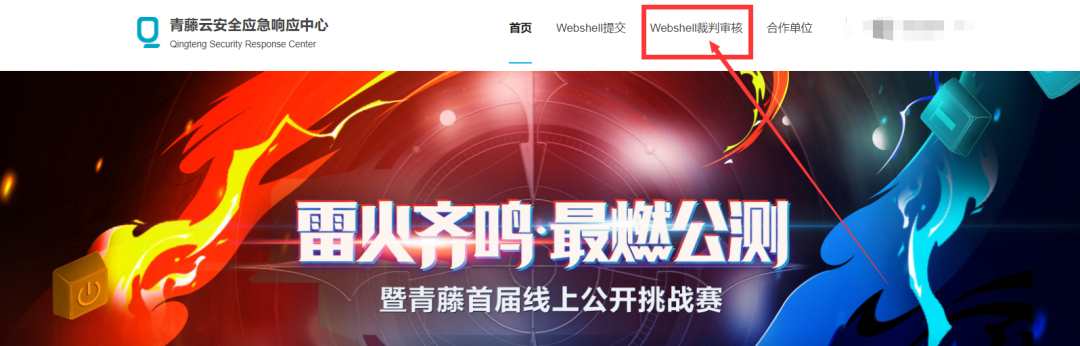 青藤云安全应急响应中心
Qingteng Security Response Center
首页 Webshell提交 Webshell裁判审核 合作单位
雷火齐鸣·最燃公测
暨青藤首届线上公开挑战赛